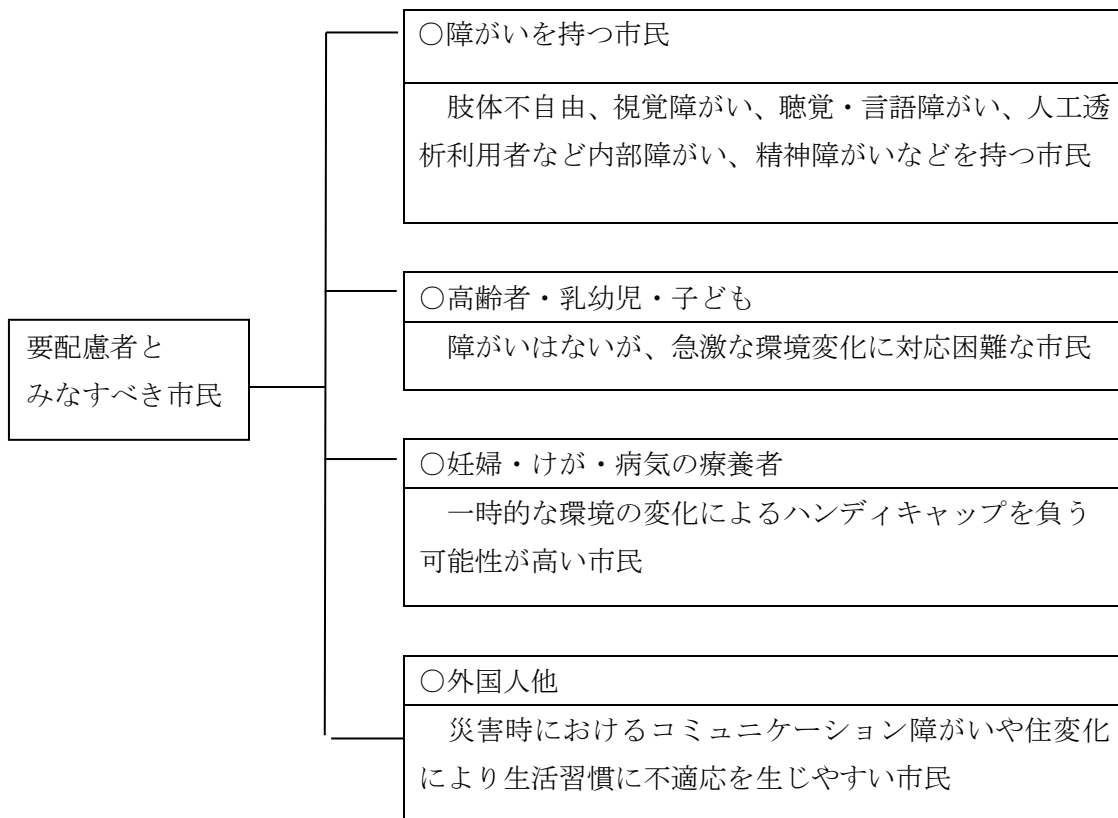 要配慮者と
みなすべき市民
○障がいを持つ市民
肢体不自由、視覚障がい、聴覚・言語障がい、人工透
析利用者など内部障がい、精神障がいなどを持つ市民
○高齢者・乳幼児・子ども
障がいはないが、急激な環境変化に対応困難な市民
○妊婦・けが・病気の療養者
一時的な環境の変化によるハンディキャップを負う
可能性が高い市民
○外国人他
災害時におけるコミュニケーション障がいや住変化
により生活習慣に不適応を生じやすい市民